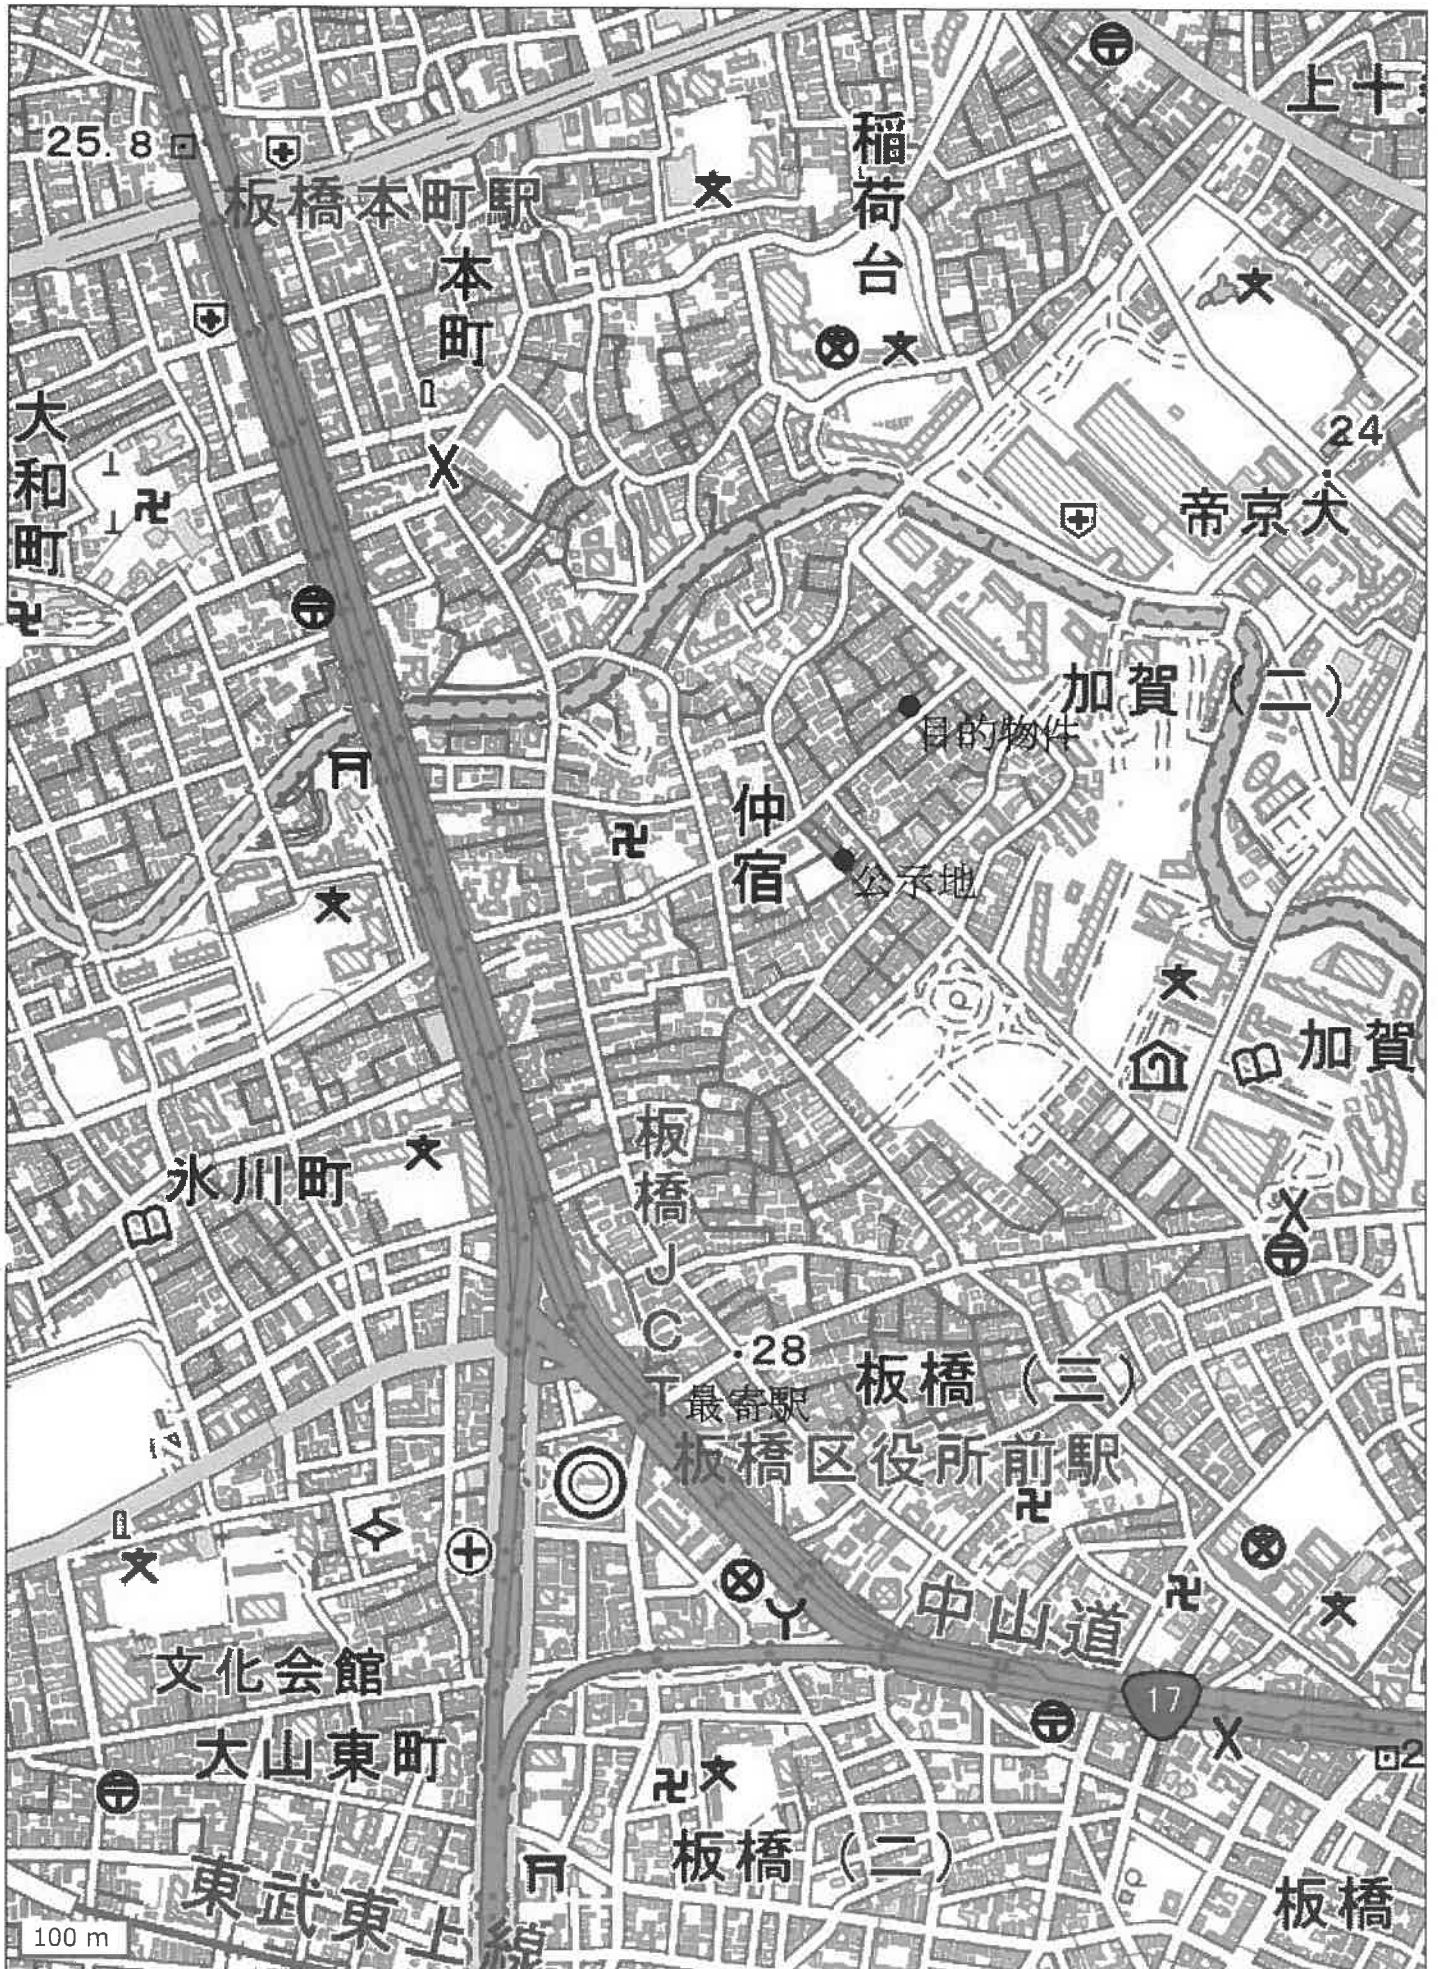 上十
25.8
板橋本町駅
稲荷台
本町
大和町
24
帝京大
加賀(二)
目的物件
仲宿
公示地
加賀
氷川町
板橋JCT
28
板橋(三)
最寄駅
板橋区役所前駅
中山道
17
文化会館
大山東町
2
板橋(二)
東武東上線
板橋
100 m